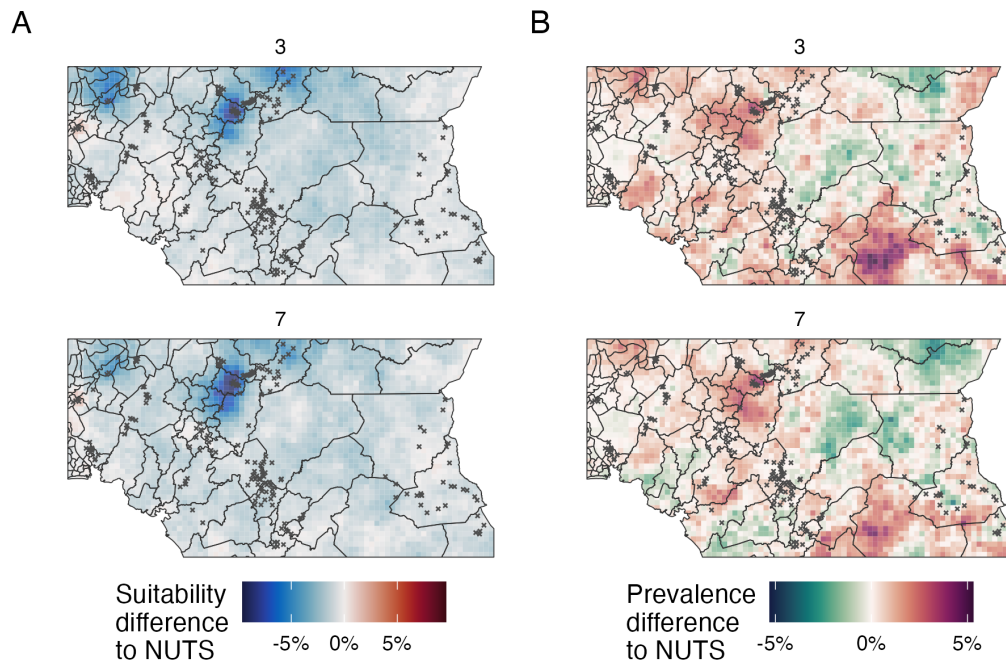 A
B
3
3
7
7
Suitability
difference
to NUTS
-5%
0%
5%
Prevalence
difference
to NUTS
-5%
0%
5%